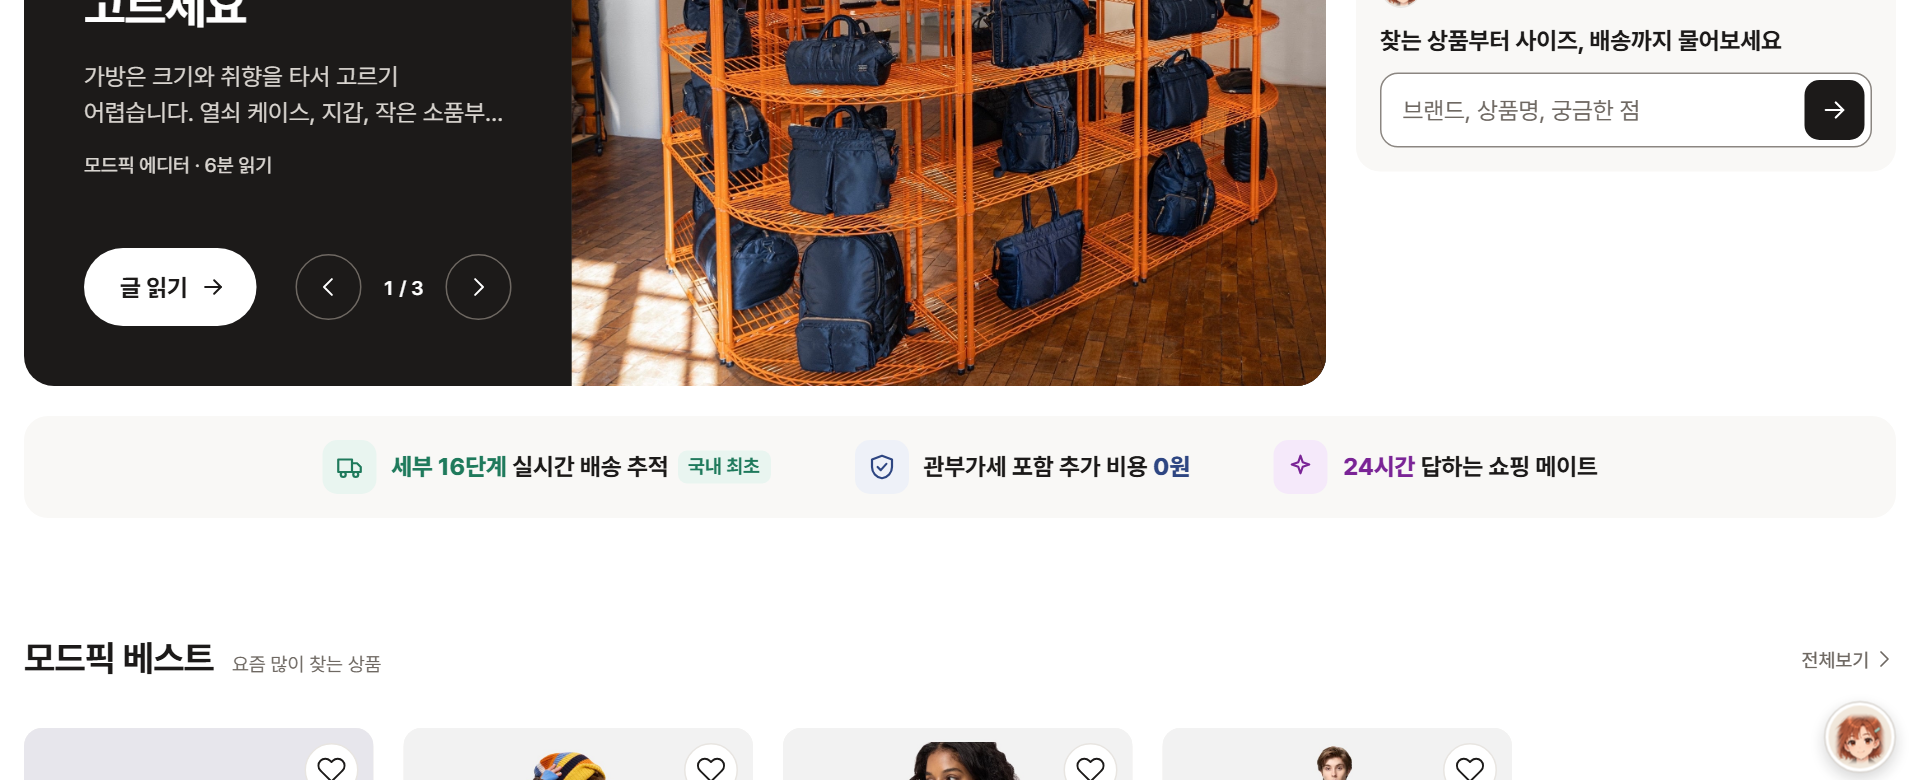 고르세요
가방은 크기와 취향을 타서 고르기
어렵습니다. 열쇠 케이스, 지갑, 작은 소품부...
모드픽 에디터 · 6분 읽기
글 읽기
1 / 3
찾는 상품부터 사이즈, 배송까지 물어보세요
브랜드, 상품명, 궁금한 점
세부 16단계 실시간 배송 추적 국내 최초
관부가세 포함 추가 비용 0원
24시간 답하는 쇼핑 메이트
모드픽 베스트 요즘 많이 찾는 상품
전체보기